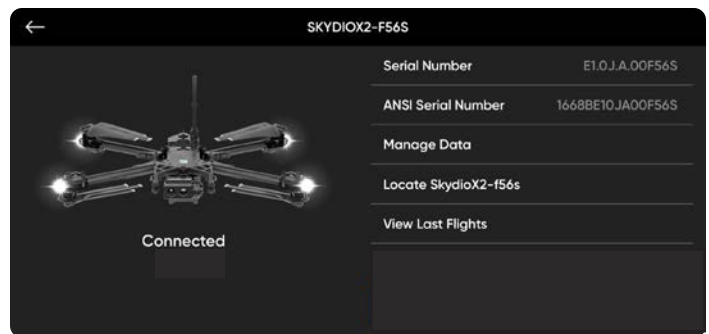 SKYDIOX2-F56S
Serial Number E1.0.J.A.00F56S
ANSI Serial Number 1668BE10JA00F56S
Manage Data
Locate SkydioX2-f56s
View Last Flights
Connected